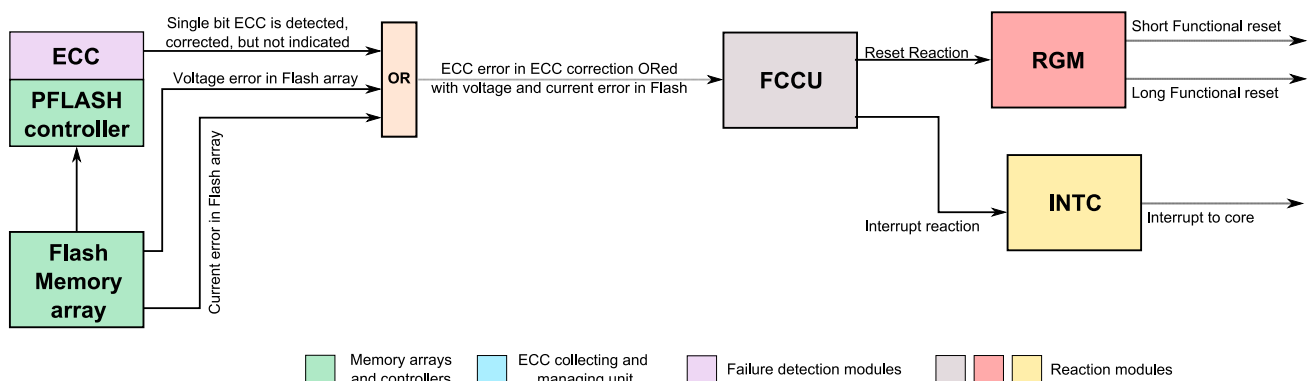 Single bit ECC is detected,
corrected, but not indicated
ECC
PFLASH
controller
Voltage error in Flash array
Current error in Flash array
Flash
Memory
array
OR
ECC error in ECC correction ORed
with voltage and current error in Flash
FCCU
Reset Reaction
RGM
Short Functional reset
Long Functional reset
Interrupt reaction
INTC
Interrupt to core
Memory arrays
and controllers
ECC collecting and
managing unit
Failure detection modules
Reaction modules